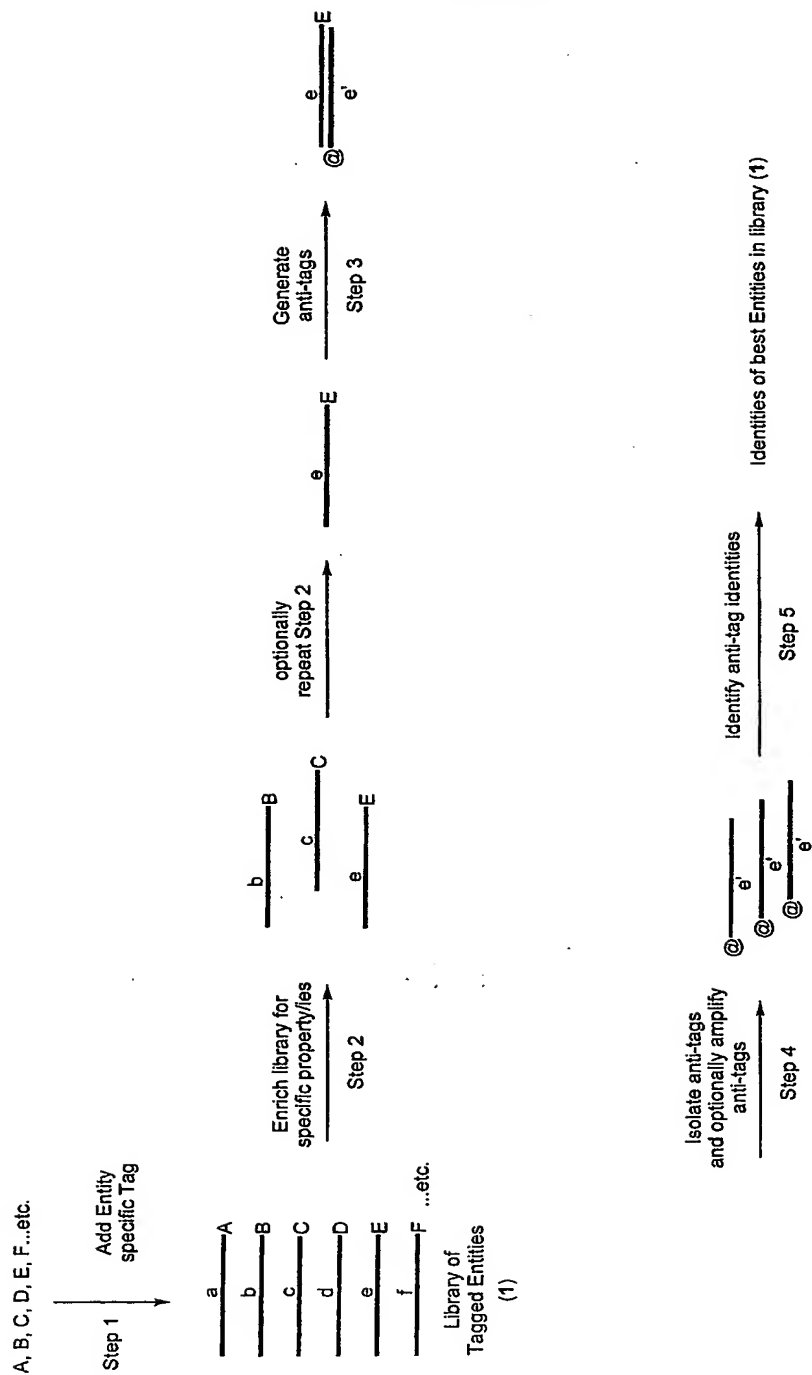 A, B, C, D, E, F...etc.
Step 1
Add Entity
specific Tag
a
A
b
B
c
C
d
D
e
E
f
F
...etc.
Library of
Tagged Entities
(1)
Enrich library for
specific property/ies
Step 2
b
B
c
C
e
E
optionally
repeat Step 2
e
E
Generate
anti-tags
Step 3
e
E
@
e'
Isolate anti-tags
and optionally amplify
anti-tags
Step 4
@
e'
@
e'
@
e'
Identify anti-tag identities
Step 5
Identities of best Entities in library (1)